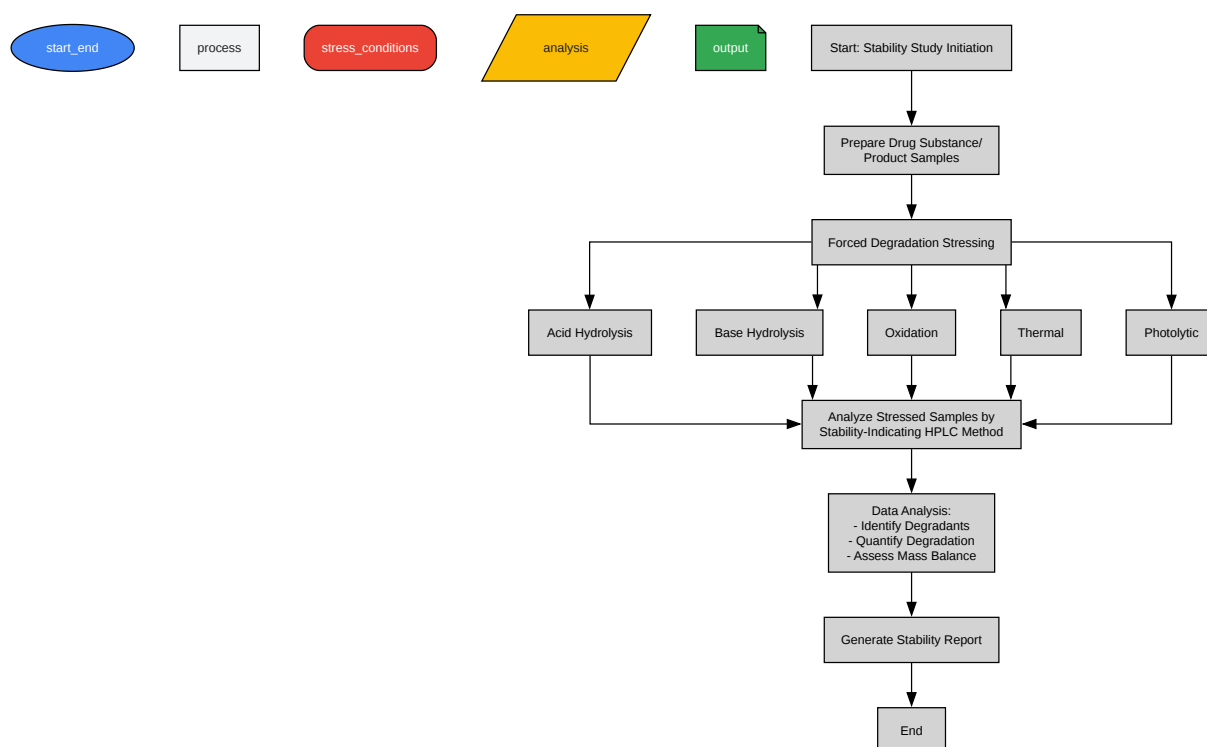 start_end
process
stress_conditions
analysis
output
Start: Stability Study Initiation
Prepare Drug Substance/
Product Samples
Forced Degradation Stressing
Acid Hydrolysis
Base Hydrolysis
Oxidation
Thermal
Photolytic
Analyze Stressed Samples by
Stability-Indicating HPLC Method
Data Analysis:
- Identify Degradants
- Quantify Degradation
- Assess Mass Balance
Generate Stability Report
End